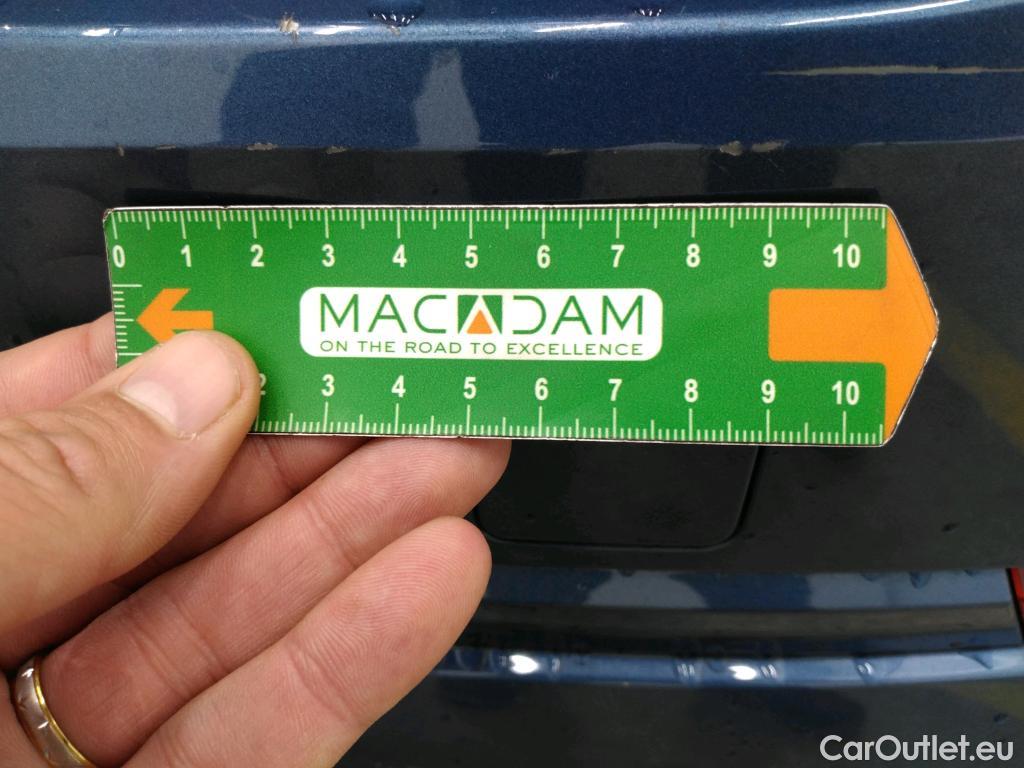 0 1 2 3 4 5 6 7 8 9 10
MACADAM
ON THE ROAD TO EXCELLENCE
2 3 4 5 6 7 8 9 10
CarOutlet.eu